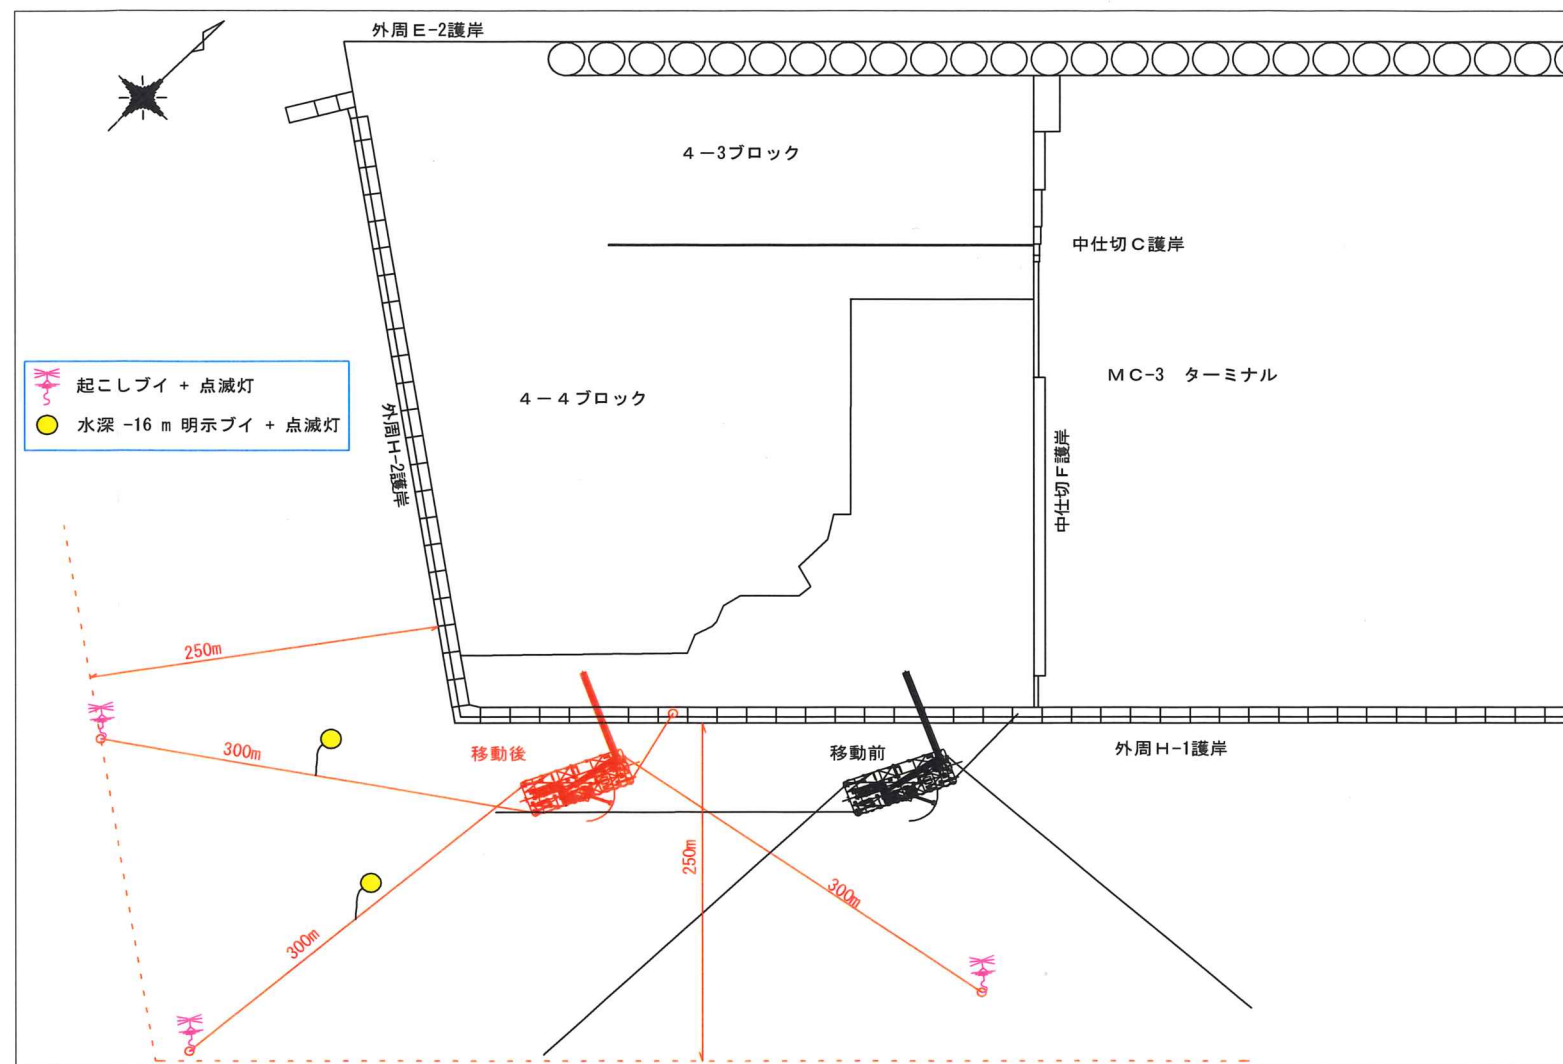 外周E-2護岸
4-3ブロック
中仕切C護岸
MC-3 ターミナル
起こしブイ + 点滅灯
水深 -16 m 明示ブイ + 点滅灯
4-4ブロック
外周H-2護岸
中仕切F護岸
250m
300m
移動後
移動前
外周H-1護岸
250m
300m
300m